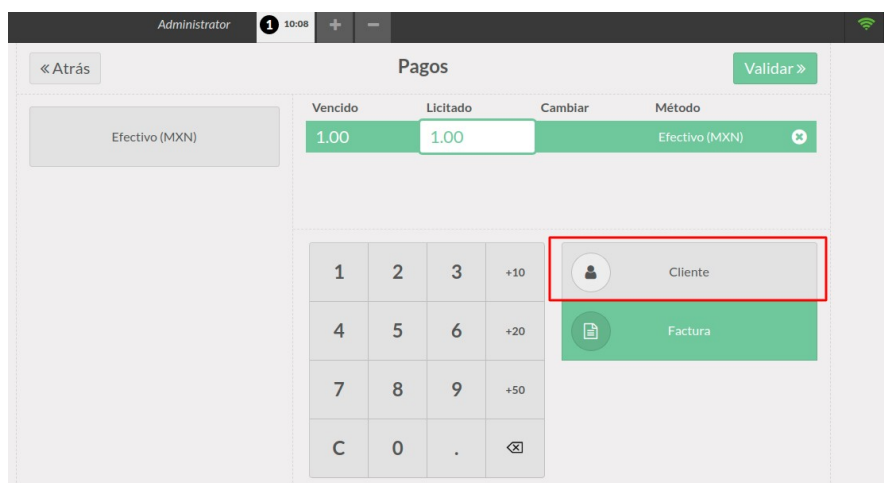 Administrator 1 10:08 + −
« Atrás Pagos Validar »
Efectivo (MXN)
Vencido Licitado Cambiar Método
1.00 1.00 Efectivo (MXN)
1 2 3 +10
4 5 6 +20
7 8 9 +50
C 0 .
Cliente
Factura